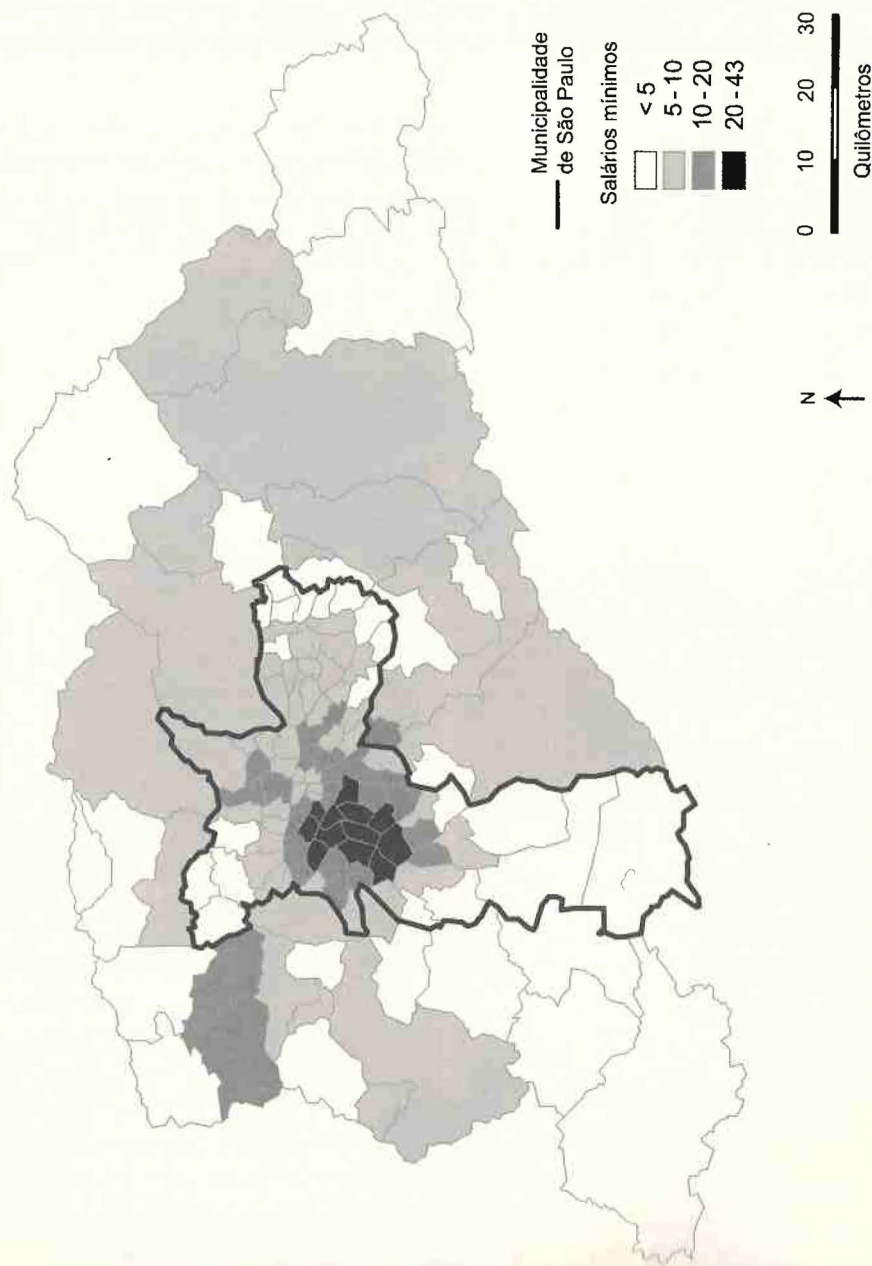 Municipalidade
de São Paulo
Salários mínimos
< 5
5 - 10
10 - 20
20 - 43
N
0 10 20 30
Quilômetros